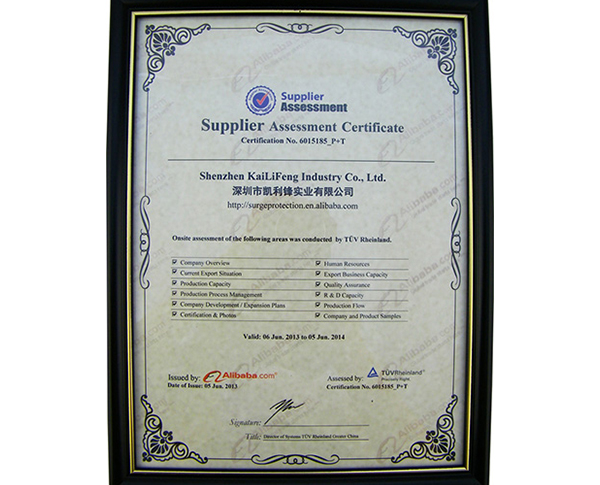 Supplier
Assessment
Supplier Assessment Certificate
Certification No. 6015185_P+T
Shenzhen KaiLiFeng Industry Co., Ltd.
深圳市凯利锋实业有限公司
http://surgeprotection.en.alibaba.com
Onsite assessment of the following areas was conducted by TÜV Rheinland.
Company Overview Human Resources
Current Export Situation Export Business Capacity
Production Capacity Quality Assurance
Production Process Management R & D Capacity
Company Development / Expansion Plans Production Flow
Certification & Photos Company and Product Samples
Valid: 06 Jun. 2013 to 05 Jun. 2014
Issued by: Alibaba.com® Assessed by: TÜVRheinland®
Precisely Right.
Date of Issue: 05 Jun. 2013 Certification No. 6015185_P+T
Signature:
Title: Director of Systems TÜV Rheinland Greater China